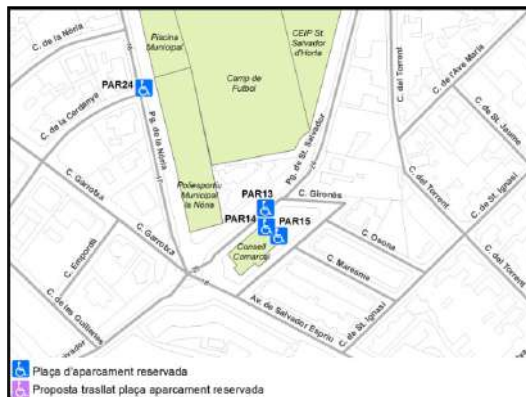 C. de la Nòria
Piscina
Municipal
CEIP St.
Salvador
d'Horta
Camp de
Futbol
C. del Torrent
C. de l'Ave Maria
PAR24
C. de la Cerdanya
Pg. de la Nòria
Pg. de St. Salvador
C. de St. Jaume
C. Garrotxa
Poliesportiu
Municipal
la Nòria
PAR13
C. Gironès
C. del Torrent
C. de St. Ignasi
PAR14
PAR15
C. Garrotxa
Consell
Comarcal
C. Osona
C. Empordà
C. Maresme
C. de les Guilleries
Av. de Salvador Espriu
C. de St. Ignasi
C. del Torrent
Plaça d'aparcament reservada
Proposta trasllat plaça aparcament reservada